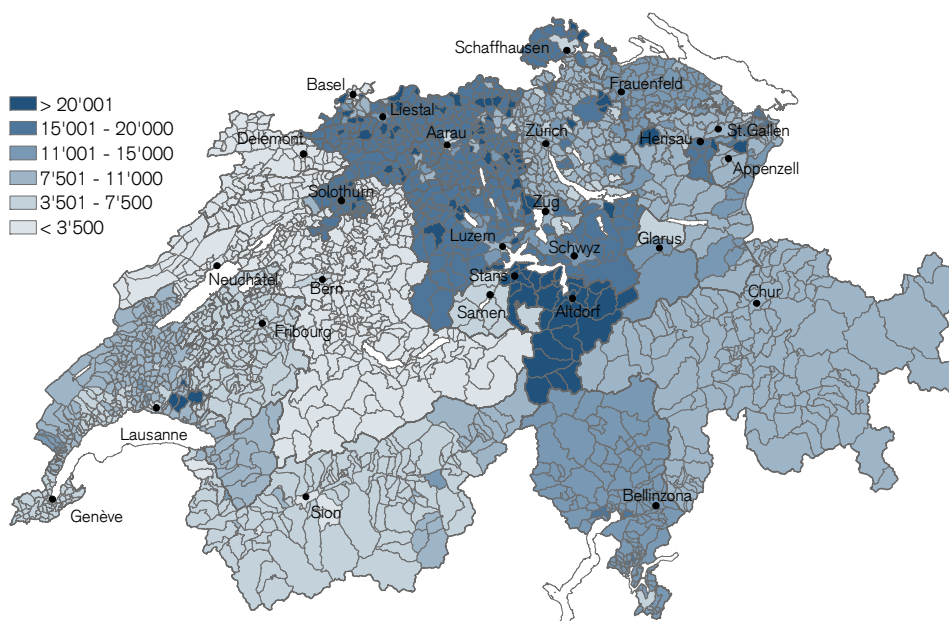 > 20'001
15'001 - 20'000
11'001 - 15'000
7'501 - 11'000
3'501 - 7'500
< 3'500
Schaffhausen
Basel
Frauenfeld
Liestal
Aarau
Zürich
St.Gallen
Herisau
Delémont
Appenzell
Solothurn
Zug
Luzern
Schwyz
Glarus
Stans
Neuchâtel
Bern
Chur
Sarnen
Altdorf
Fribourg
Lausanne
Bellinzona
Sion
Genève